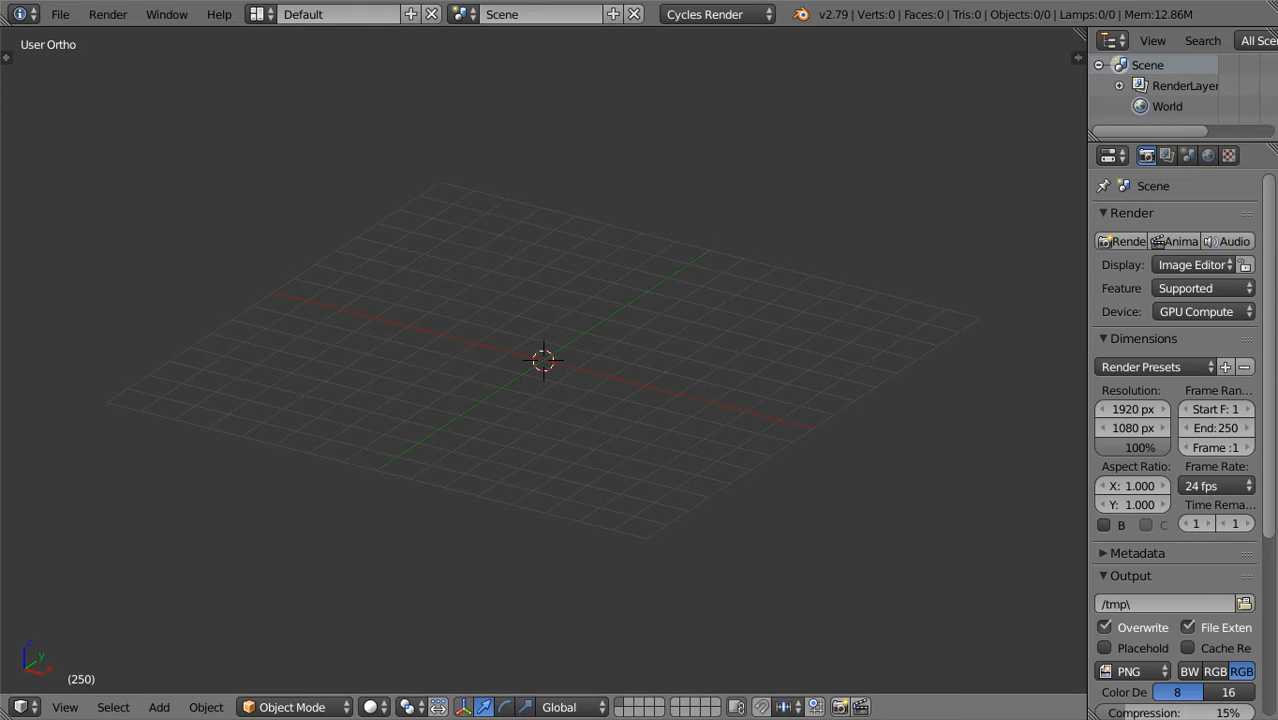 File Render Window Help Default Scene Cycles Render v2.79 | Verts:0 | Faces:0 | Tris:0 | Objects:0/0 | Lamps:0/0 | Mem:12.86M
User Ortho
View Search All Sce
Scene
RenderLayer
World
Scene
Render
Rende Anima Audio
Display: Image Editor
Feature Supported
Device: GPU Compute
Dimensions
Render Presets
Resolution: Frame Ran...
1920 px Start F: 1
1080 px End: 250
100% Frame :1
Aspect Ratio: Frame Rate:
X: 1.000 24 fps
Y: 1.000 Time Rema...
B C 1 1
Metadata
Output
/tmp\
Overwrite File Exten
Placehold Cache Re
PNG BW RGB RGB
Color De 8 16
Compression: 15%
z
y
x
(250)
View Select Add Object Object Mode Global